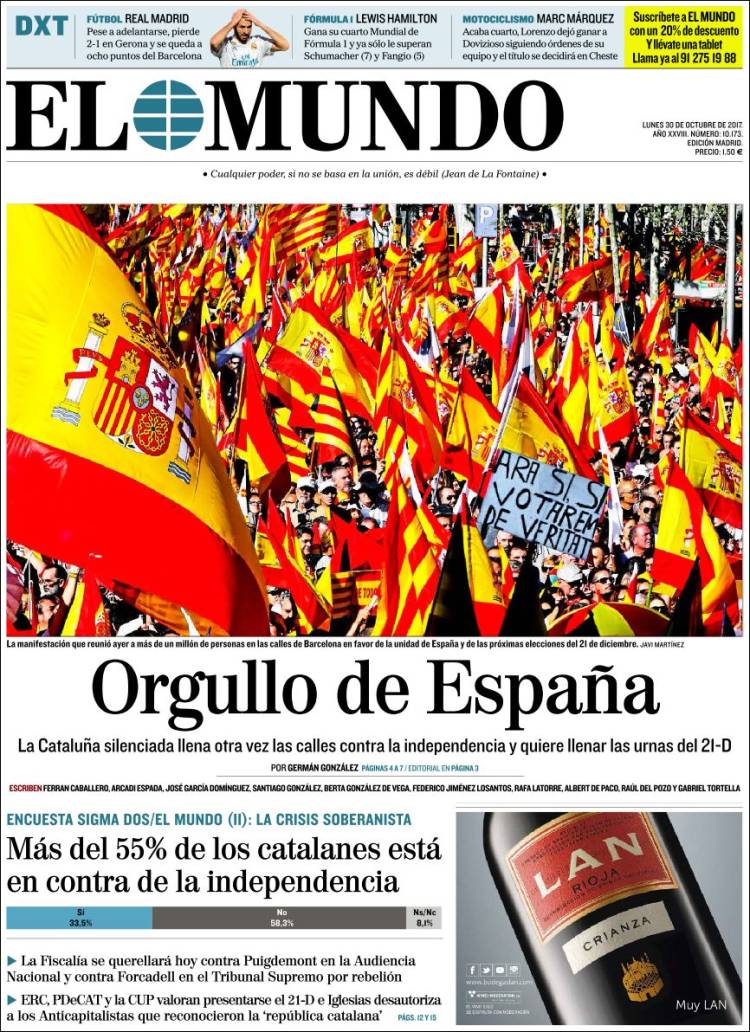 DXT
FÚTBOL REAL MADRID
Pese a adelantarse, pierde
2-1 en Gerona y se queda a
ocho puntos del Barcelona
FÓRMULA I LEWIS HAMILTON
Gana su cuarto Mundial de
Fórmula 1 y ya sólo le superan
Schumacher (7) y Fangio (5)
MOTOCICLISMO MARC MÁRQUEZ
Acaba cuarto, Lorenzo dejó ganar a
Dovizioso siguiendo órdenes de su
equipo y el título se decidirá en Cheste
Suscríbete a EL MUNDO
con un 20% de descuento
Y llévate una tablet
Llama ya al 91 275 19 88
EL MUNDO
LUNES 30 DE OCTUBRE DE 2017.
AÑO XXVIII. NÚMERO: 10.173.
EDICIÓN MADRID.
PRECIO: 1,50 €
• Cualquier poder, si no se basa en la unión, es débil (Jean de La Fontaine) •
P
ARA SI, SI
VOTAREM
DE VERITAT
La manifestación que reunió ayer a más de un millón de personas en las calles de Barcelona en favor de la unidad de España y de las próximas elecciones del 21 de diciembre. JAVI MARTÍNEZ
Orgullo de España
La Cataluña silenciada llena otra vez las calles contra la independencia y quiere llenar las urnas del 21-D
POR GERMÁN GONZÁLEZ PÁGINAS 4 A 7 / EDITORIAL EN PÁGINA 3
ESCRIBEN FERRAN CABALLERO, ARCADI ESPADA, JOSÉ GARCÍA DOMÍNGUEZ, SANTIAGO GONZÁLEZ, BERTA GONZÁLEZ DE VEGA, FEDERICO JIMÉNEZ LOSANTOS, RAFA LATORRE, ALBERT DE PACO, RAÚL DEL POZO Y GABRIEL TORTELLA
ENCUESTA SIGMA DOS/EL MUNDO (II): LA CRISIS SOBERANISTA
Más del 55% de los catalanes está
en contra de la independencia
Sí No Ns/Nc
33,5% 58,3% 8,1%
La Fiscalía se querellará hoy contra Puigdemont en la Audiencia
Nacional y contra Forcadell en el Tribunal Supremo por rebelión
ERC, PDeCAT y la CUP valoran presentarse el 21-D e Iglesias desautoriza
a los Anticapitalistas que reconocieron la 'república catalana' PÁGS. 12 Y 15
LAN
RIOJA
CRIANZA
www.bodegaslan.com
Muy LAN